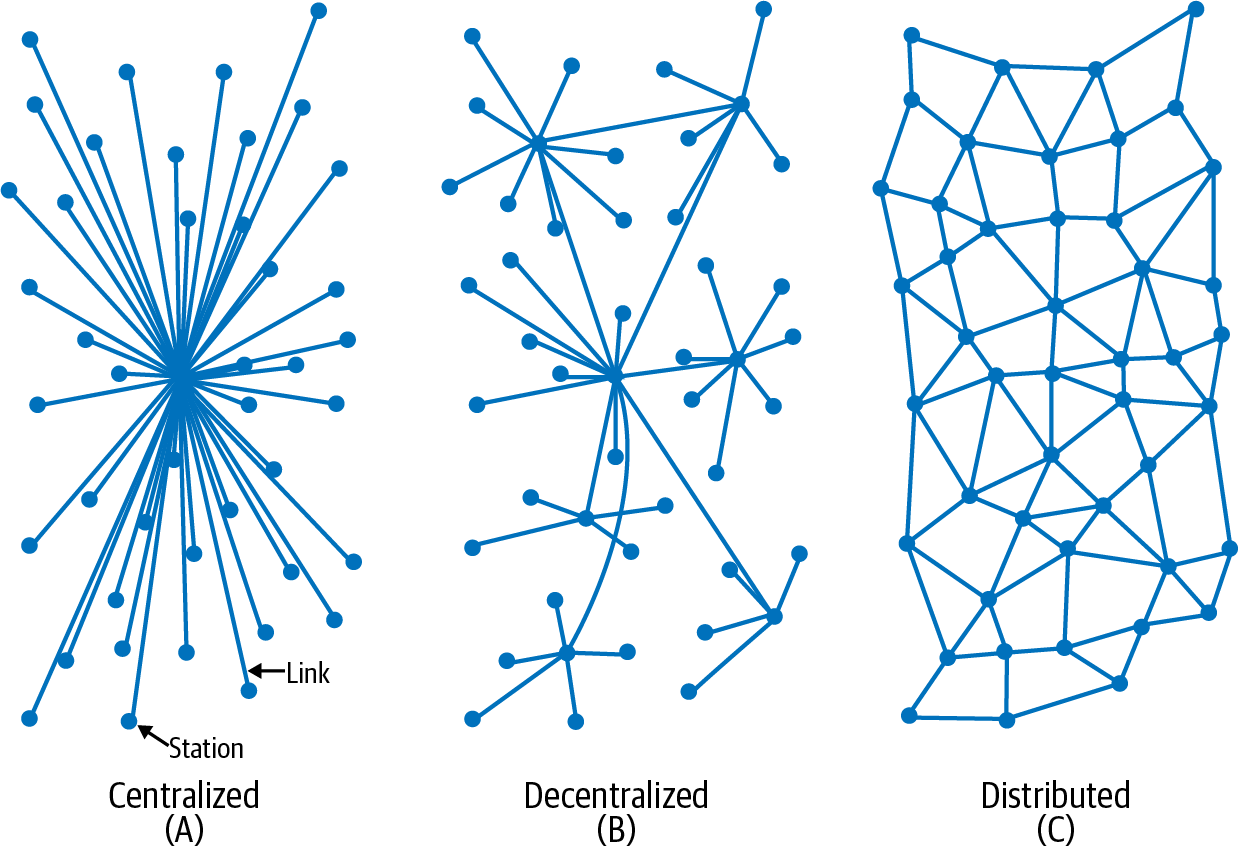 Link
Station
Centralized
(A)
Decentralized
(B)
Distributed
(C)